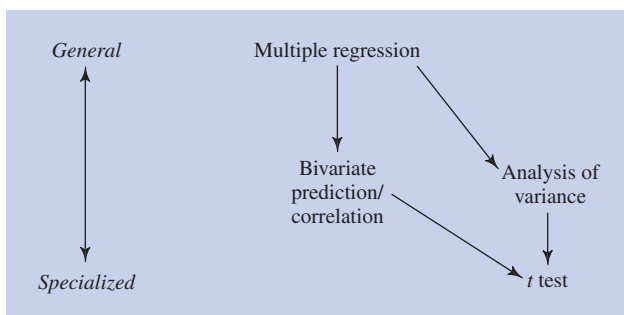 General
Multiple regression
Bivariate
prediction/
correlation
Analysis of
variance
Specialized
t test